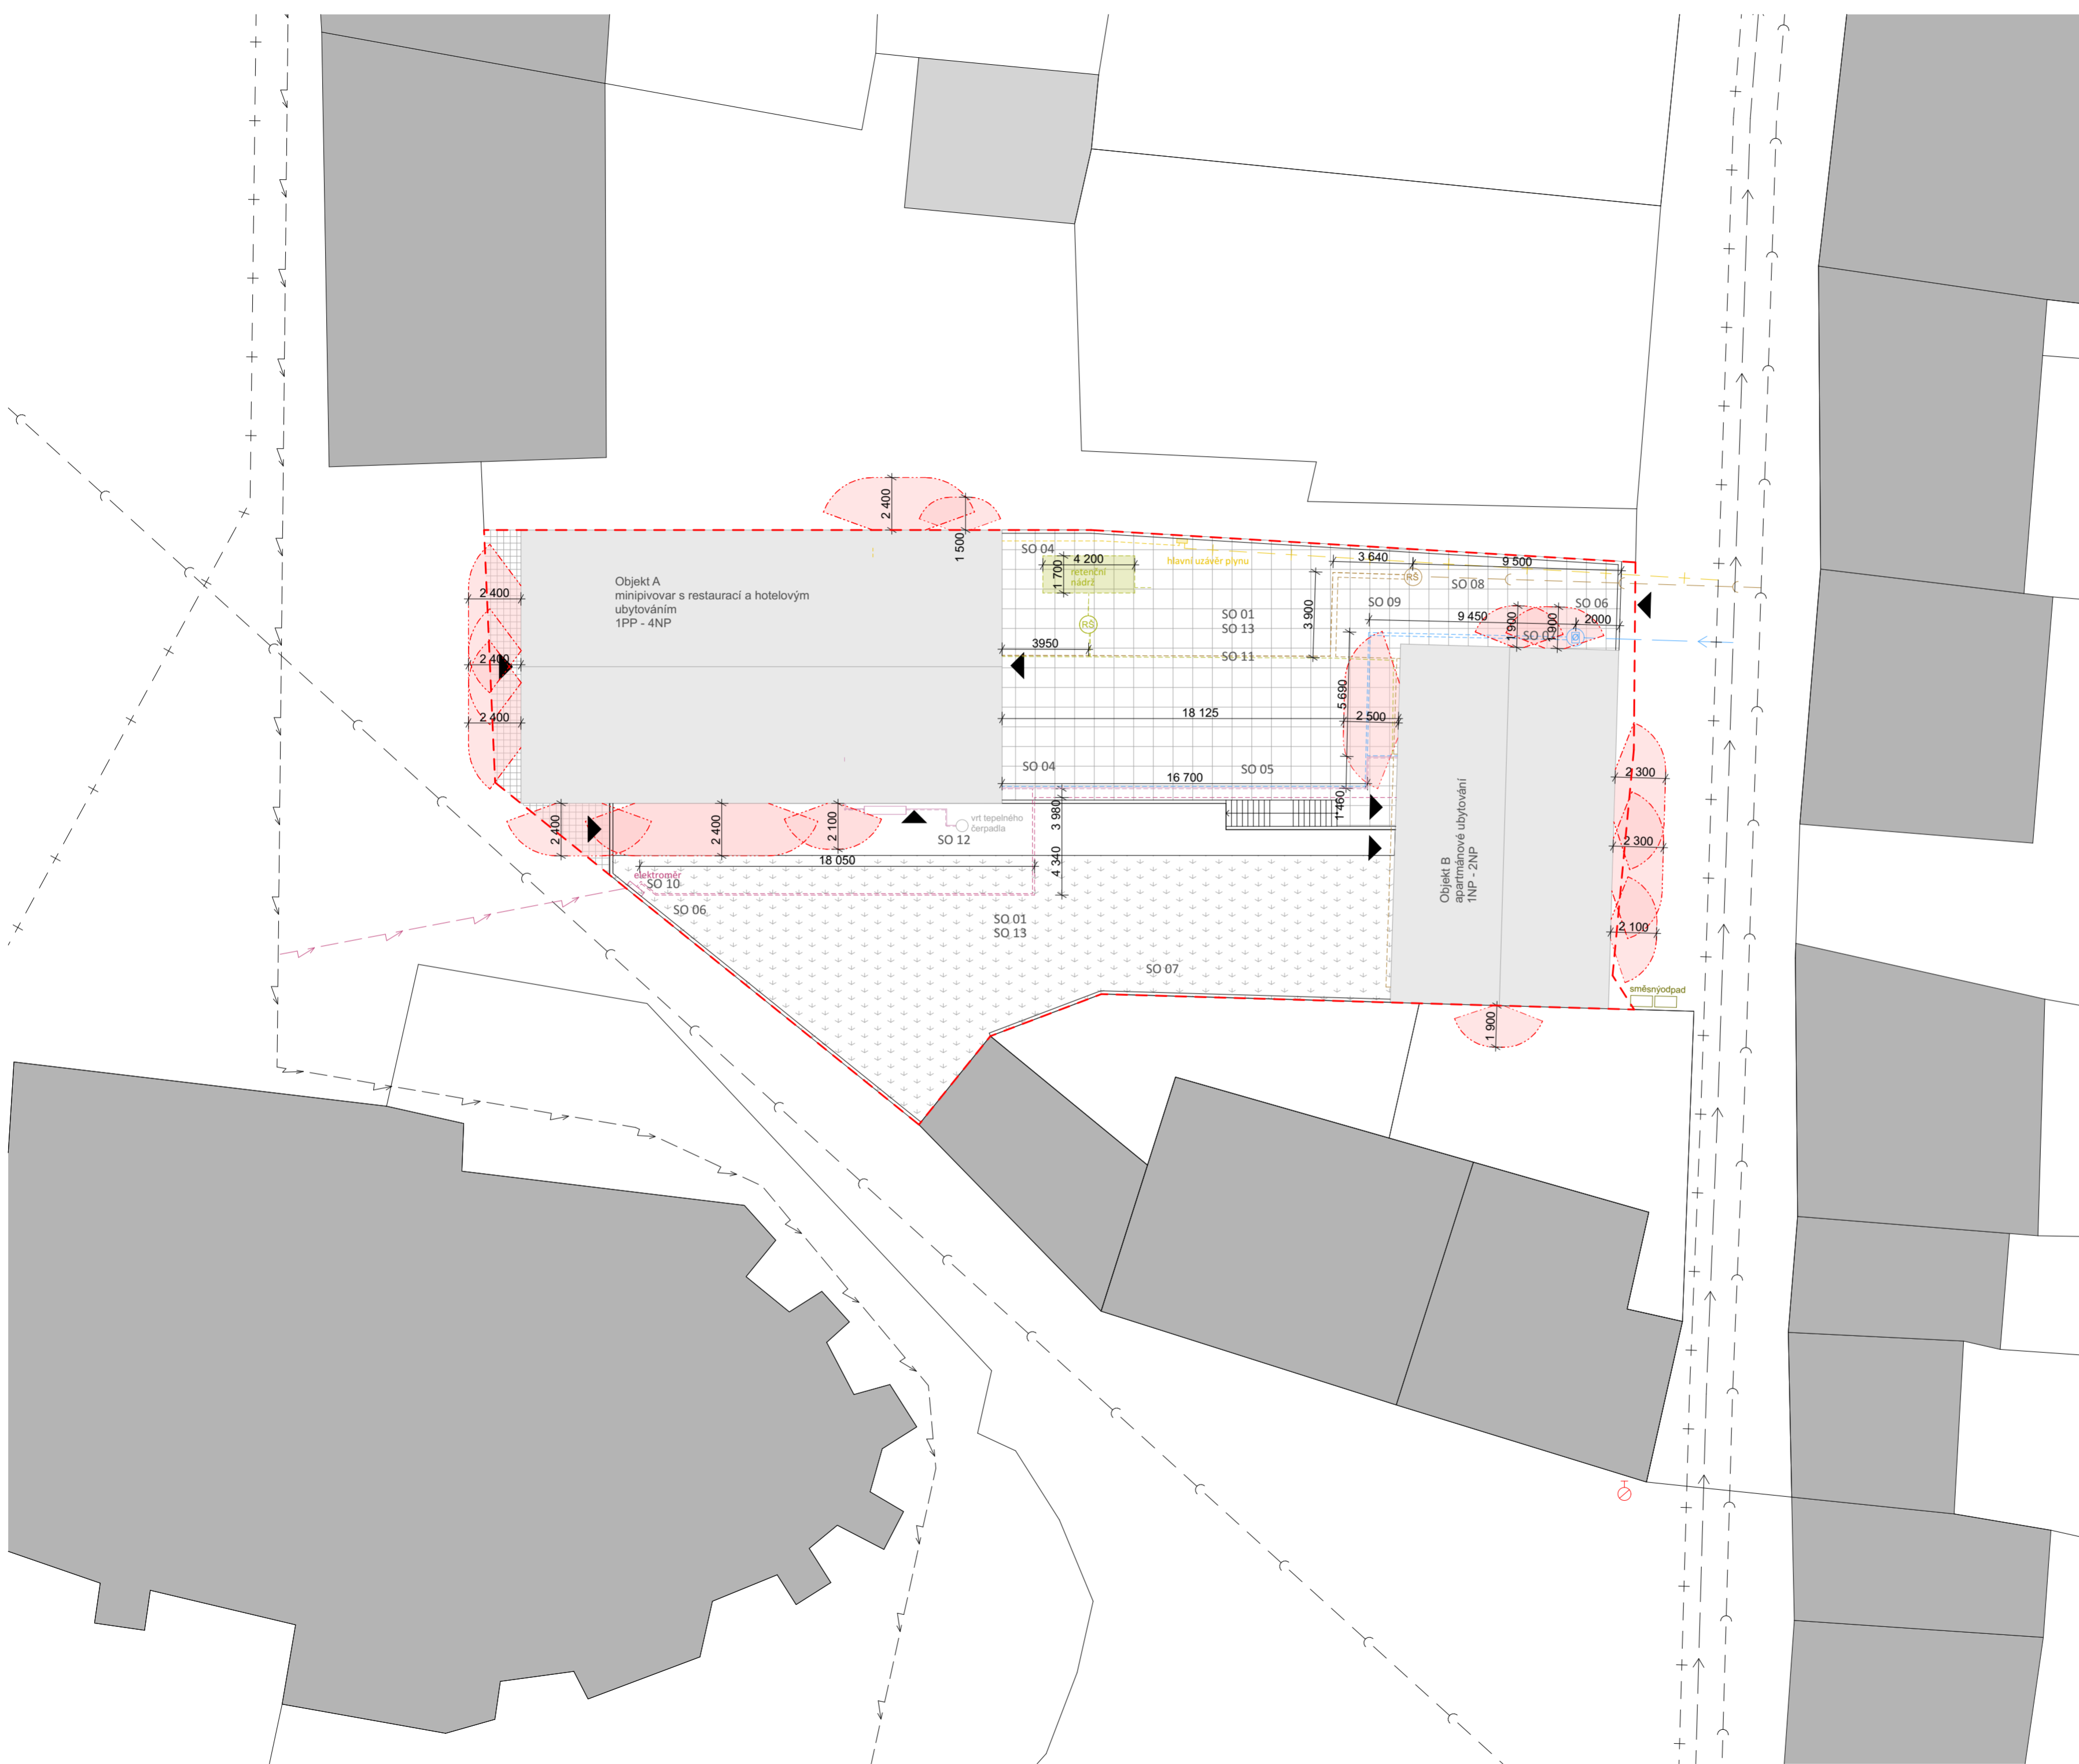 2 400
1 500
SO 04
4 200
1 700
retenční
nádrž
hlavní uzávěr plynu
3 640
9 500
RŠ
SO 08
Objekt A
minipivovar s restaurací a hotelovým
ubytováním
1PP - 4NP
2 400
SO 09
SO 06
SO 01
SO 13
3 900
9 450
2000
1 900
1 900
RŠ
3950
SO 11
2 400
5 690
2 500
18 125
2 400
SO 04
SO 05
16 700
2 300
3 980
1 460
2 400
2 400
2 100
vrt tepelného
čerpadla
SO 12
2 300
18 050
4 340
elektroměr
SO 10
SO 06
SO 01
SO 13
Objekt B
apartmánové ubytování
1NP - 2NP
2 100
SO 07
směsnýodpad
1 900